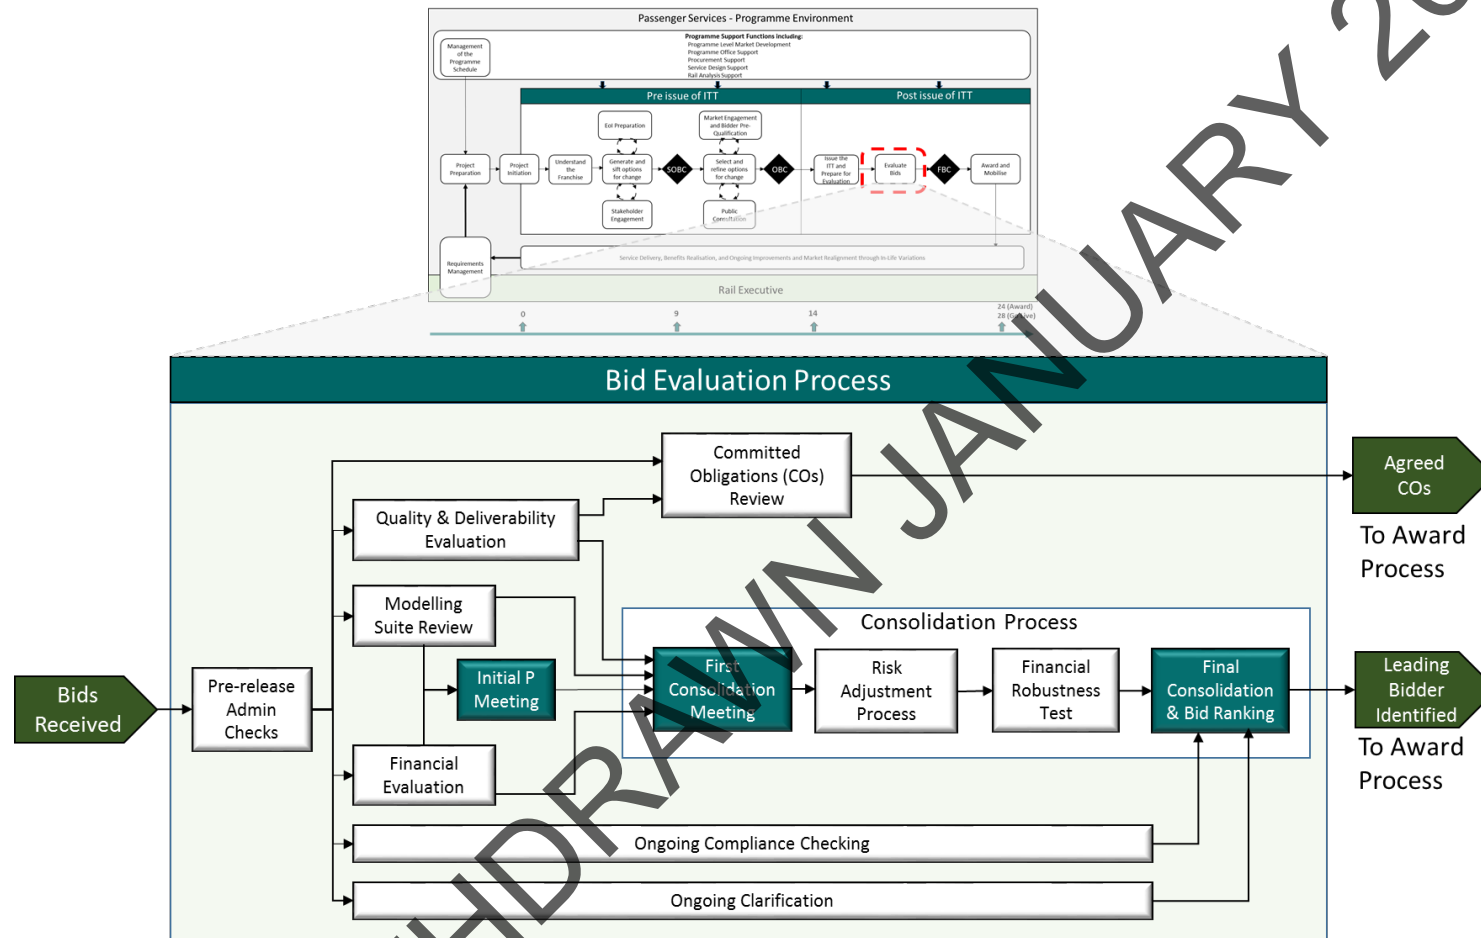 Passenger Services - Programme Environment
Programme Support Functions Including:
Programme Level Market Development
Programme Office Support
Procurement Support
Service Design Support
Rail Analysis Support
Management
of the
Programme
Schedule
Pre issue of ITT
Post issue of ITT
EoI Preparation
Market Engagement
and Bidder Pre-
Qualification
Project
Preparation
Project
Initiation
Understand
the
Franchise
Generate and
sift options
for change
SOBC
Select and
refine options
for change
OBC
Issue the
ITT and
Prepare for
Evaluation
Evaluate
Bids
FBC
Award and
Mobilise
Stakeholder
Engagement
Public
Consultation
Requirements
Management
Service Delivery, Benefits Realisation, and Ongoing Improvements and Market Realignment through In-Life Variations
Rail Executive
0
9
14
24 (Award)
28 (Go Live)
Bid Evaluation Process
Committed
Obligations (COs)
Review
Agreed
COs
To Award
Process
Quality & Deliverability
Evaluation
Modelling
Suite Review
Consolidation Process
Bids
Received
Pre-release
Admin
Checks
Initial P
Meeting
First
Consolidation
Meeting
Risk
Adjustment
Process
Financial
Robustness
Test
Final
Consolidation
& Bid Ranking
Leading
Bidder
Identified
To Award
Process
Financial
Evaluation
Ongoing Compliance Checking
Ongoing Clarification
HDRAWN JANUARY 20